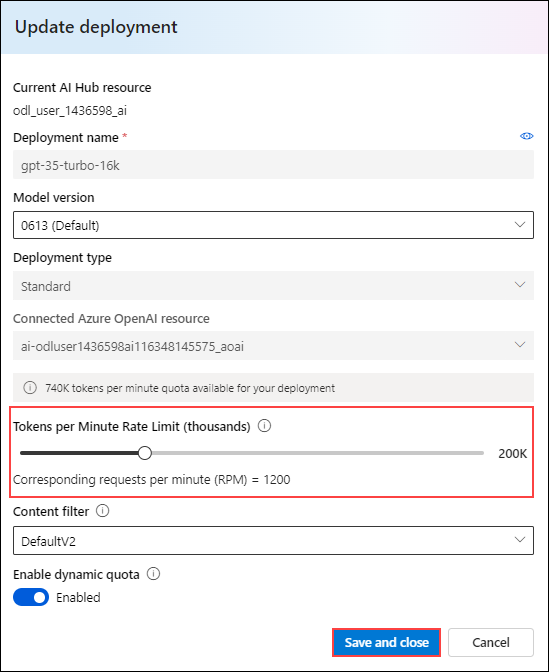 Update deployment
Current AI Hub resource
odl_user_1436598_ai
Deployment name *
gpt-35-turbo-16k
Model version
0613 (Default)
Deployment type
Standard
Connected Azure OpenAI resource
ai-odluser1436598ai116348145575_aoai
740K tokens per minute quota available for your deployment
Tokens per Minute Rate Limit (thousands)
200K
Corresponding requests per minute (RPM) = 1200
Content filter
DefaultV2
Enable dynamic quota
Enabled
Save and close Cancel